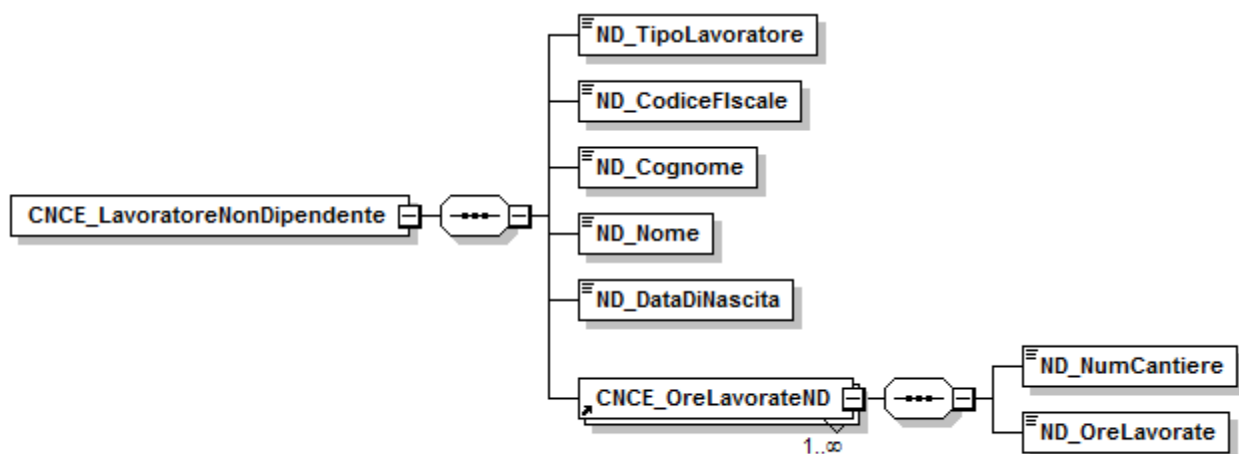 ND_TipoLavoratore
ND_CodiceFIscale
ND_Cognome
CNCE_LavoratoreNonDipendente
ND_Nome
ND_DataDiNascita
CNCE_OreLavorateND
1..∞
ND_NumCantiere
ND_OreLavorate